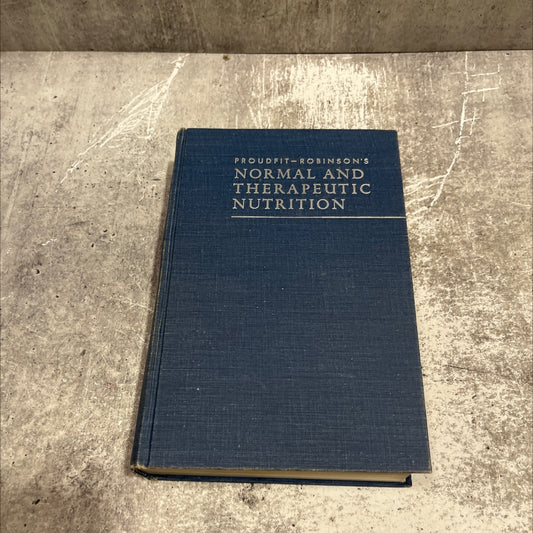 PROUDFIT—ROBINSON'S
NORMAL AND
THERAPEUTIC
NUTRITION